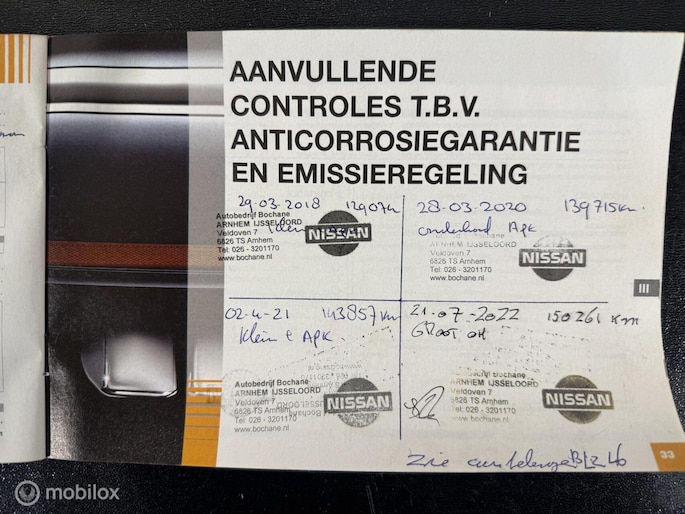 AANVULLENDE
CONTROLES T.B.V.
ANTICORROSIEGARANTIE
EN EMISSIEREGELING
29-03-2018
Autobedrijf Bochane
ARNHEM IJSSELOORD
Veldoven 7
6826 TS Arnhem
Tel: 026 - 3201170
www.bochane.nl
Klein
NISSAN
28-03-2020 139715km
onderhoud APK
ARNHEM IJSSELOORD
Veldoven 7
6826 TS Arnhem
Tel: 026 - 3201170
www.bochane.nl
NISSAN
III
02-4-21 143857km
Klein + APK
Autobedrijf Bochane
ARNHEM IJSSELOORD
Veldoven 7
6826 TS Arnhem
Tel: 026 - 3201170
www.bochane.nl
NISSAN
21-07-2022 150261 km
GROOT OH
Bochane
ARNHEM IJSSELOORD
Veldoven 7
6826 TS Arnhem
Tel: 026 - 3201170
www.bochane.nl
NISSAN
Zie
33
mobilox